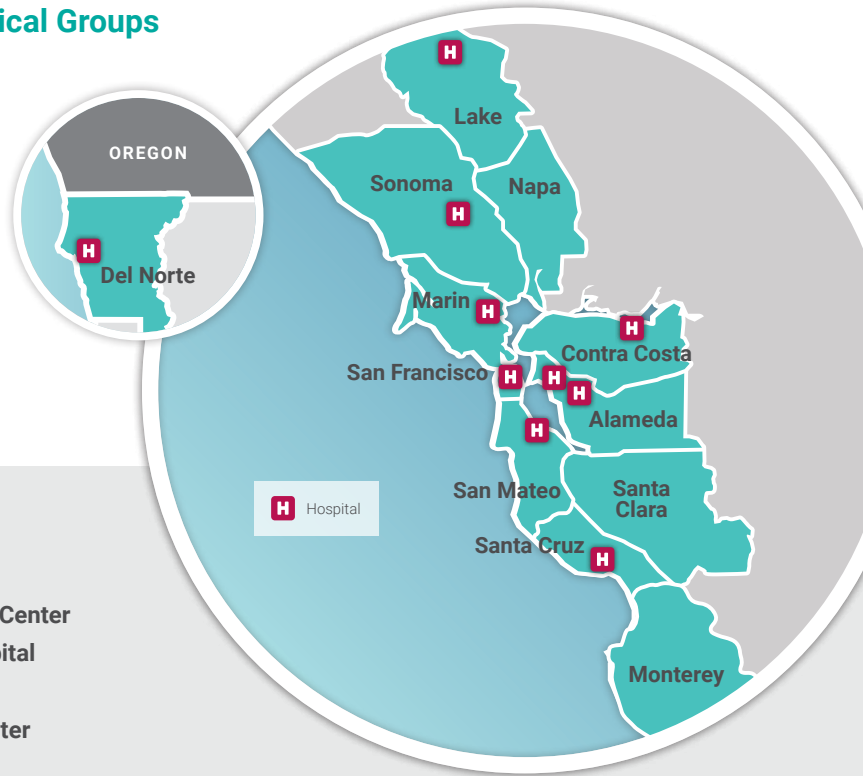 ical Groups
H
Lake
OREGON
Sonoma
Napa
H
H
Del Norte
Marin
H
H
Contra Costa
San Francisco
H
H
H
Alameda
H
San Mateo
Santa
Clara
H Hospital
Santa Cruz
H
Center
pital
Monterey
ter